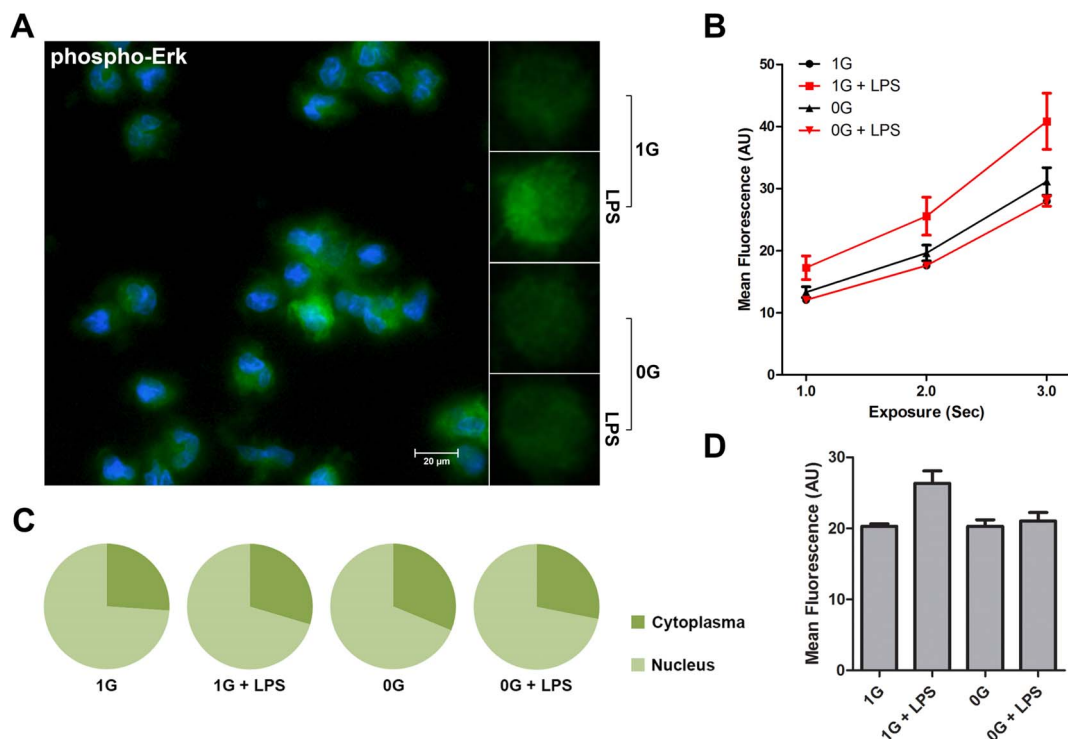 A
phospho-Erk
1G
LPS
0G
LPS
20 µm
B
1G
1G + LPS
0G
0G + LPS
50
40
30
20
10
0
Mean Fluorescence (AU)
1.0 2.0 3.0
Exposure (Sec)
C
1G 1G + LPS 0G 0G + LPS
Cytoplasma
Nucleus
D
30
20
10
0
Mean Fluorescence (AU)
1G 1G + LPS 0G 0G + LPS